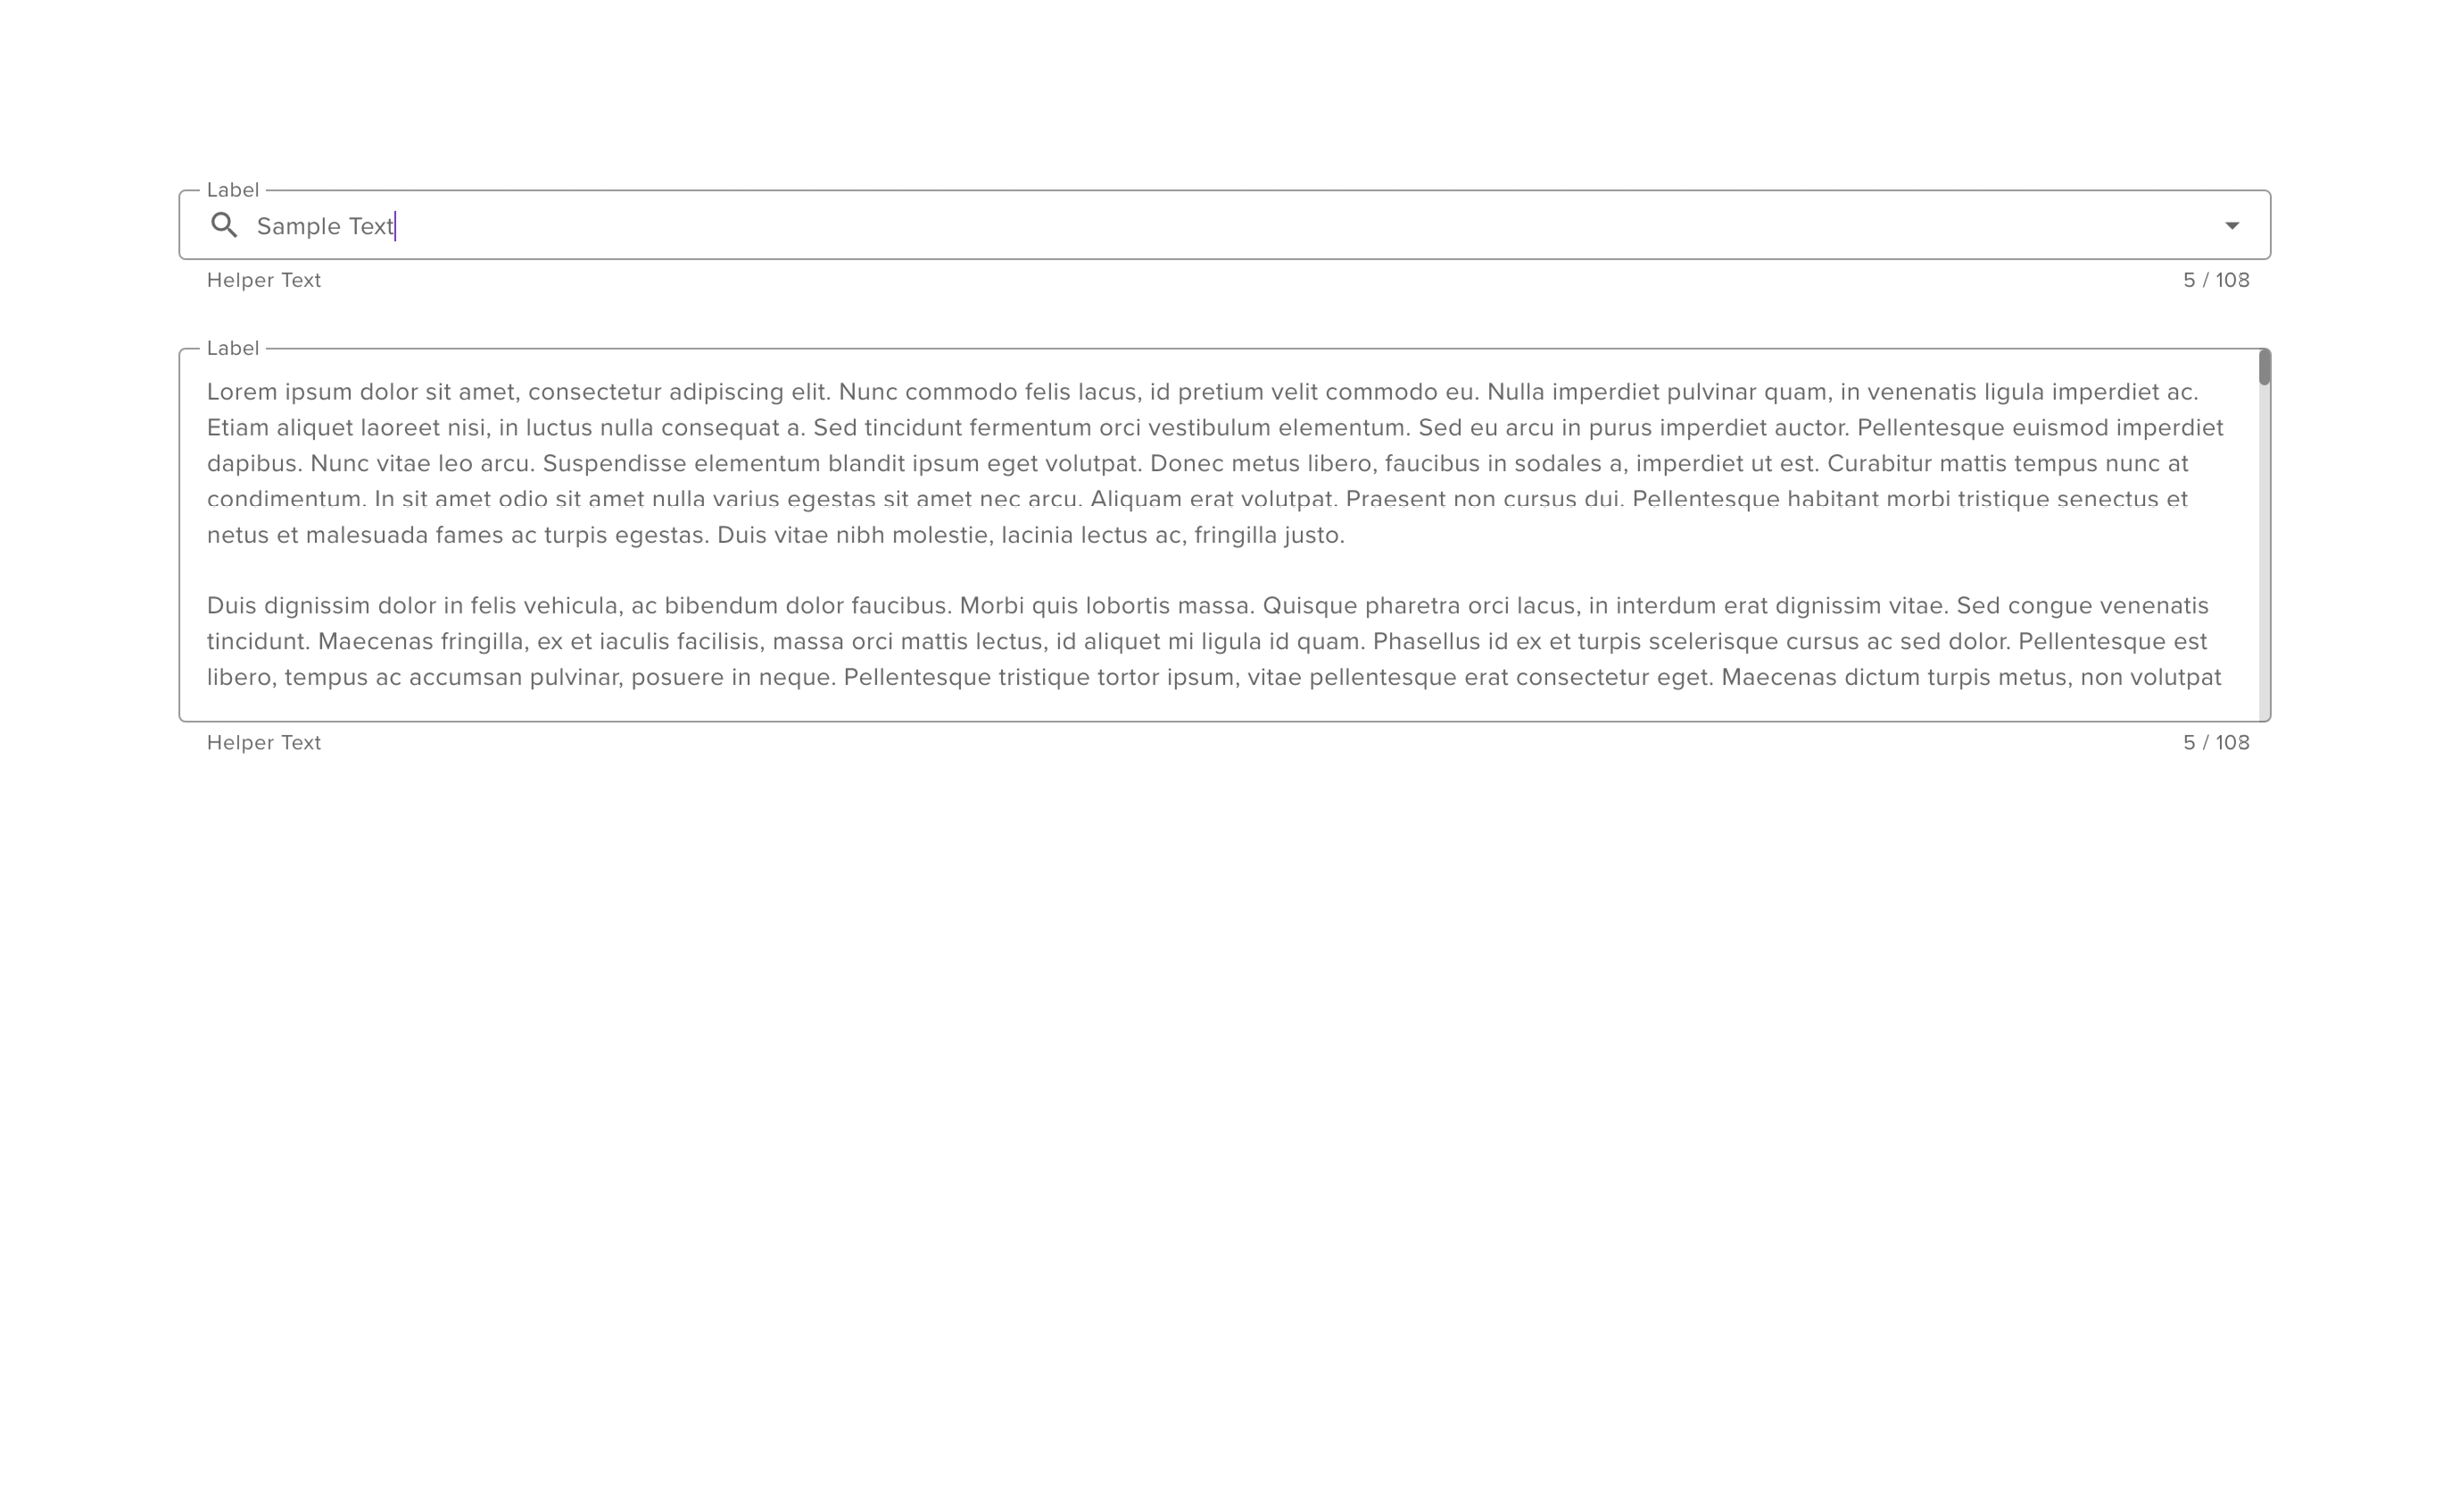 Label
Sample Text
Helper Text 5 / 108
Label
Lorem ipsum dolor sit amet, consectetur adipiscing elit. Nunc commodo felis lacus, id pretium velit commodo eu. Nulla imperdiet pulvinar quam, in venenatis ligula imperdiet ac.
Etiam aliquet laoreet nisi, in luctus nulla consequat a. Sed tincidunt fermentum orci vestibulum elementum. Sed eu arcu in purus imperdiet auctor. Pellentesque euismod imperdiet
dapibus. Nunc vitae leo arcu. Suspendisse elementum blandit ipsum eget volutpat. Donec metus libero, faucibus in sodales a, imperdiet ut est. Curabitur mattis tempus nunc at
condimentum. In sit amet odio sit amet nulla varius egestas sit amet nec arcu. Aliquam erat volutpat. Praesent non cursus dui. Pellentesque habitant morbi tristique senectus et
netus et malesuada fames ac turpis egestas. Duis vitae nibh molestie, lacinia lectus ac, fringilla justo.
Duis dignissim dolor in felis vehicula, ac bibendum dolor faucibus. Morbi quis lobortis massa. Quisque pharetra orci lacus, in interdum erat dignissim vitae. Sed congue venenatis
tincidunt. Maecenas fringilla, ex et iaculis facilisis, massa orci mattis lectus, id aliquet mi ligula id quam. Phasellus id ex et turpis scelerisque cursus ac sed dolor. Pellentesque est
libero, tempus ac accumsan pulvinar, posuere in neque. Pellentesque tristique tortor ipsum, vitae pellentesque erat consectetur eget. Maecenas dictum turpis metus, non volutpat
Helper Text 5 / 108